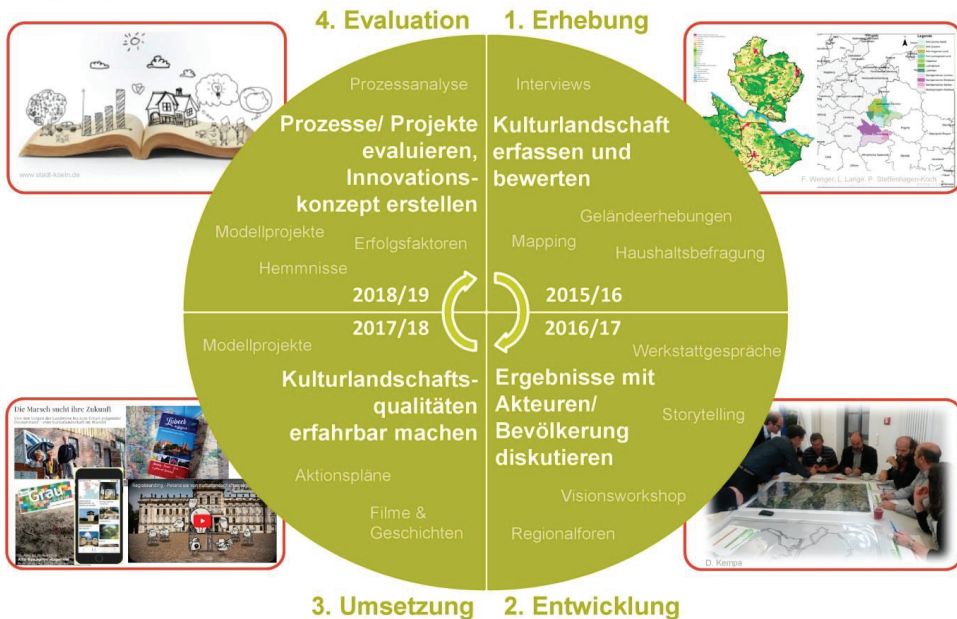 4. Evaluation
1. Erhebung
Prozessanalyse
Prozesse/ Projekte
evaluieren,
Innovations-
konzept erstellen
Modellprojekte
Erfolgsfaktoren
Hemmnisse
2018/19
www.stadt-koeln.de
Interviews
Kulturlandschaft
erfassen und
bewerten
Geländeerhebungen
Mapping
Haushaltsbefragung
2015/16
Legende
F. Wenger, L. Lange, P. Steffenhagen-Koch
2017/18
Modellprojekte
Kulturlandschafts-
qualitäten
erfahrbar machen
Aktionspläne
Filme &
Geschichten
Die Marsch sucht ihre Zukunft
Grau
2016/17
Werkstattgespräche
Ergebnisse mit
Akteuren/
Bevölkerung
diskutieren
Storytelling
Visionsworkshop
Regionalforen
D. Kempa
3. Umsetzung
2. Entwicklung